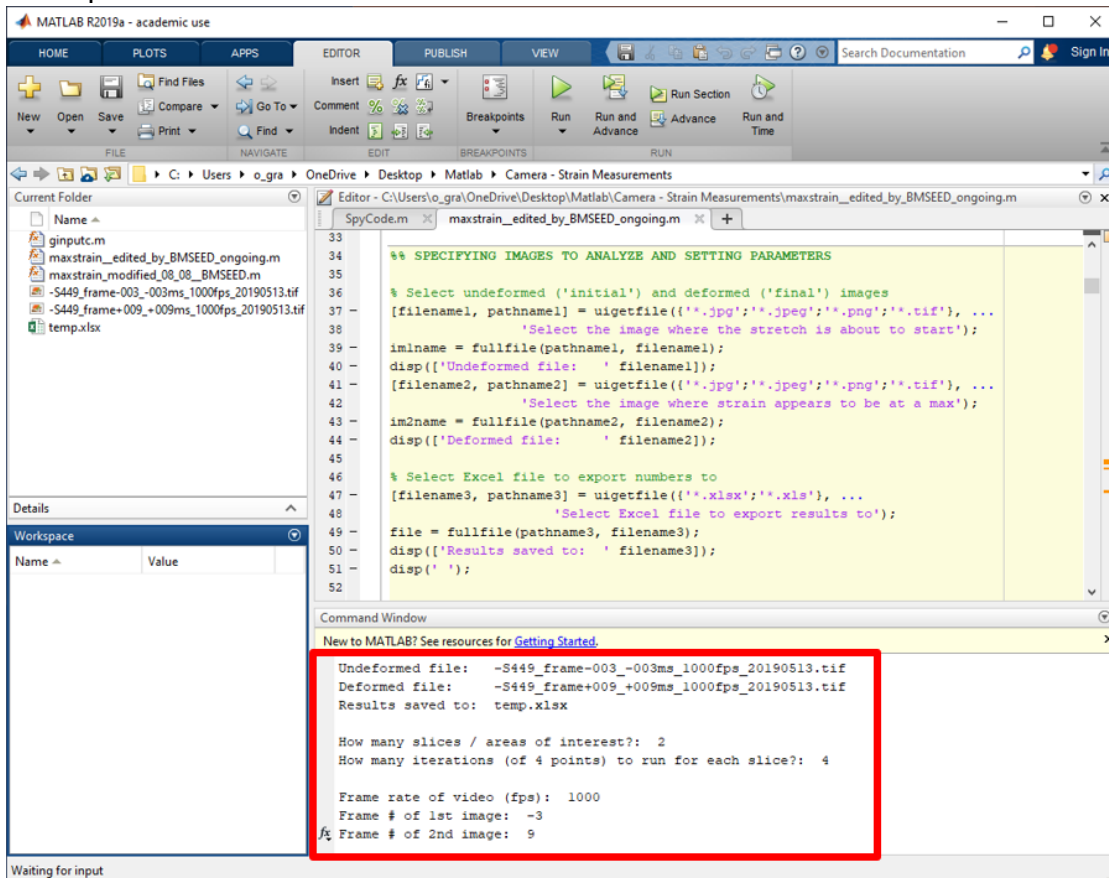 MATLAB R2019a - academic use
HOME PLOTS APPS EDITOR PUBLISH VIEW Search Documentation Sign In
New Open Save Find Files Compare Print Go To Find Insert Comment Indent fx Breakpoints Run Run and Advance Run Section Advance Run and Time
FILE NAVIGATE EDIT BREAKPOINTS RUN
C: Users o_gra OneDrive Desktop Matlab Camera - Strain Measurements
Current Folder
Name
ginputc.m
maxstrain__edited_by_BMSEED_ongoing.m
maxstrain_modified_08_08__BMSEED.m
-S449_frame-003_-003ms_1000fps_20190513.tif
-S449_frame+009_+009ms_1000fps_20190513.tif
temp.xlsx
Details
Workspace
Name Value
Editor - C:\Users\o_gra\OneDrive\Desktop\Matlab\Camera - Strain Measurements\maxstrain__edited_by_BMSEED_ongoing.m
SpyCode.m maxstrain__edited_by_BMSEED_ongoing.m +
33
34 %% SPECIFYING IMAGES TO ANALYZE AND SETTING PARAMETERS
35
36 % Select undeformed ('initial') and deformed ('final') images
37 - [filename1, pathname1] = uigetfile({'*.jpg';'*.jpeg';'*.png';'*.tif'}, ...
38 'Select the image where the stretch is about to start');
39 - im1name = fullfile(pathname1, filename1);
40 - disp(['Undeformed file:   ' filename1]);
41 - [filename2, pathname2] = uigetfile({'*.jpg';'*.jpeg';'*.png';'*.tif'}, ...
42 'Select the image where strain appears to be at a max');
43 - im2name = fullfile(pathname2, filename2);
44 - disp(['Deformed file:     ' filename2]);
45
46 % Select Excel file to export numbers to
47 - [filename3, pathname3] = uigetfile({'*.xlsx';'*.xls'}, ...
48 'Select Excel file to export results to');
49 - file = fullfile(pathname3, filename3);
50 - disp(['Results saved to:  ' filename3]);
51 - disp(' ');
52
Command Window
New to MATLAB? See resources for Getting Started.
Undeformed file:   -S449_frame-003_-003ms_1000fps_20190513.tif
Deformed file:     -S449_frame+009_+009ms_1000fps_20190513.tif
Results saved to:  temp.xlsx
How many slices / areas of interest?:  2
How many iterations (of 4 points) to run for each slice?:  4
Frame rate of video (fps):  1000
Frame # of 1st image:  -3
fx Frame # of 2nd image:  9
Waiting for input